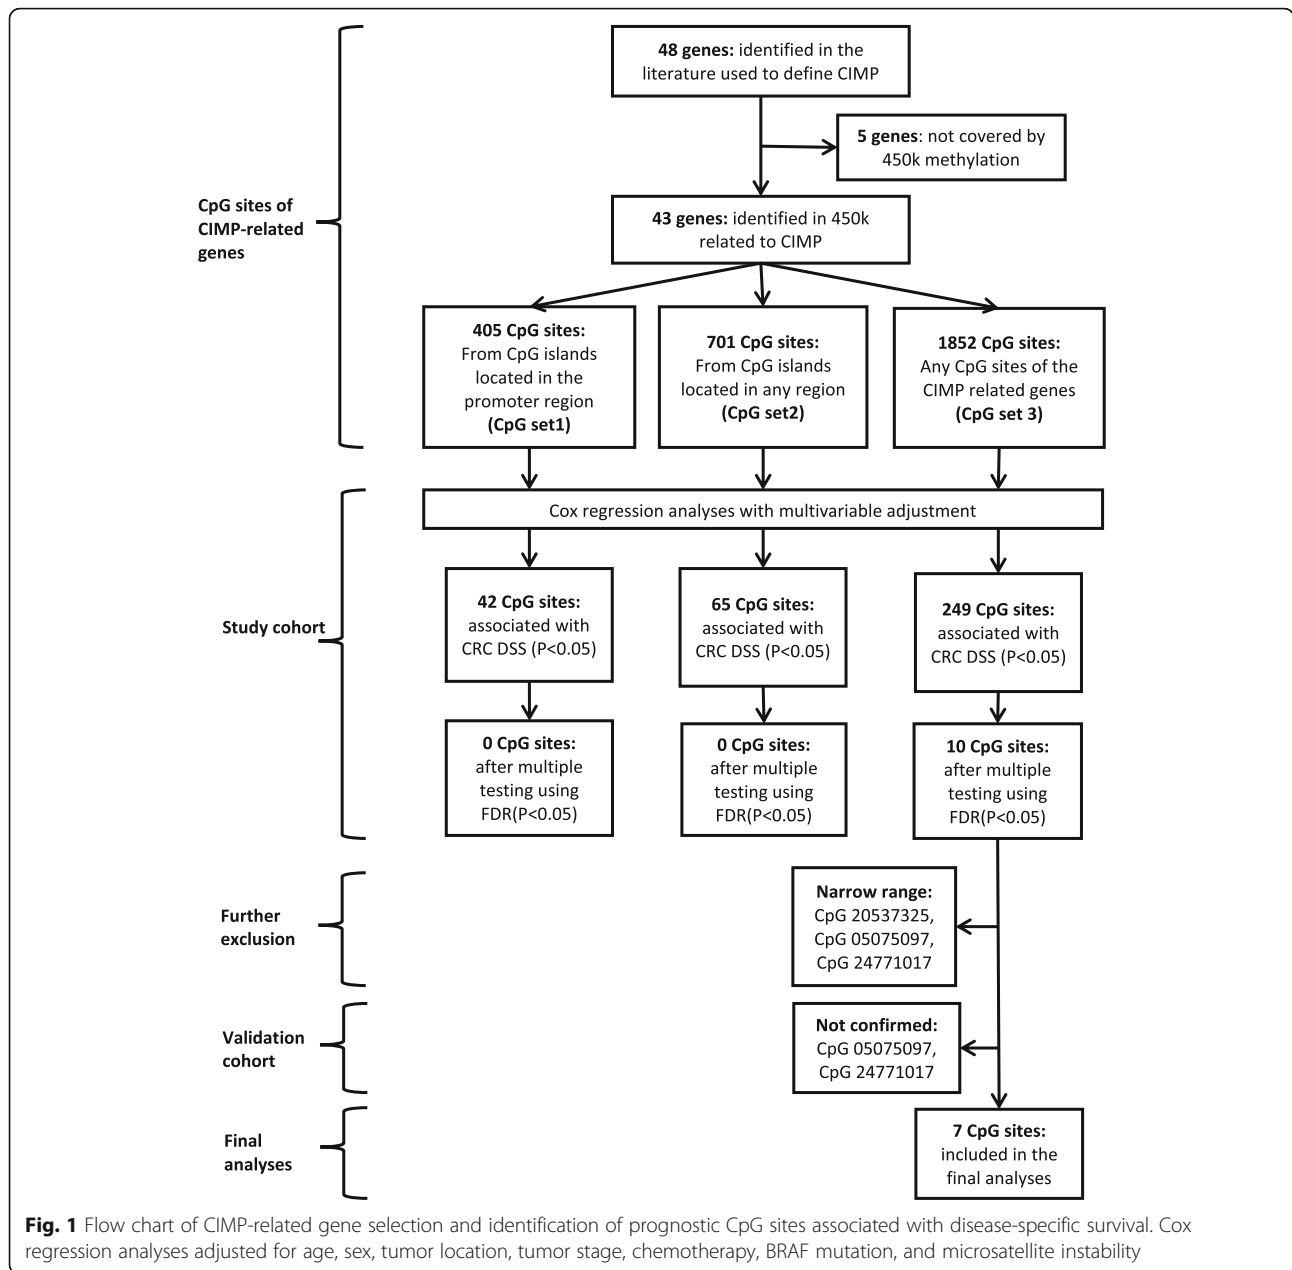 48 genes: identified in the
literature used to define CIMP
5 genes: not covered by
450k methylation
CpG sites of
CIMP-related
genes
43 genes: identified in 450k
related to CIMP
405 CpG sites:
From CpG islands
located in the
promoter region
(CpG set1)
701 CpG sites:
From CpG islands
located in any region
(CpG set2)
1852 CpG sites:
Any CpG sites of the
CIMP related genes
(CpG set 3)
Cox regression analyses with multivariable adjustment
Study cohort
42 CpG sites:
associated with
CRC DSS (P<0.05)
65 CpG sites:
associated with
CRC DSS (P<0.05)
249 CpG sites:
associated with
CRC DSS (P<0.05)
0 CpG sites:
after multiple
testing using
FDR(P<0.05)
0 CpG sites:
after multiple
testing using
FDR(P<0.05)
10 CpG sites:
after multiple
testing using
FDR(P<0.05)
Further
exclusion
Narrow range:
CpG 20537325,
CpG 05075097,
CpG 24771017
Validation
cohort
Not confirmed:
CpG 05075097,
CpG 24771017
Final
analyses
7 CpG sites:
included in the
final analyses
Fig. 1 Flow chart of CIMP-related gene selection and identification of prognostic CpG sites associated with disease-specific survival. Cox
regression analyses adjusted for age, sex, tumor location, tumor stage, chemotherapy, BRAF mutation, and microsatellite instability